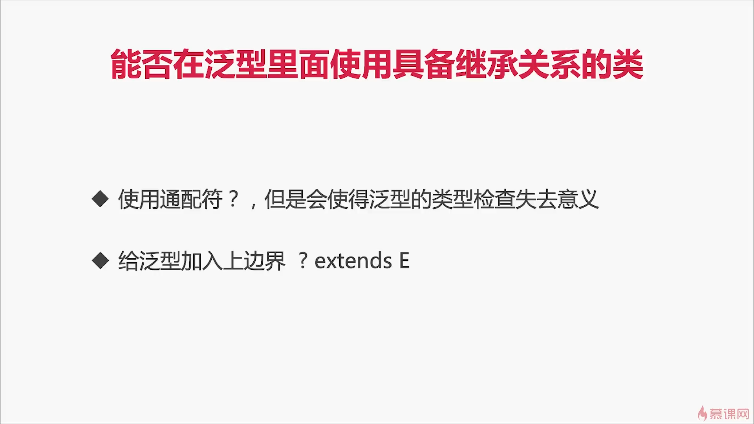 能否在泛型里面使用具备继承关系的类
◆ 使用通配符？，但是会使得泛型的类型检查失去意义
◆ 给泛型加入上边界 ？extends E
慕课网